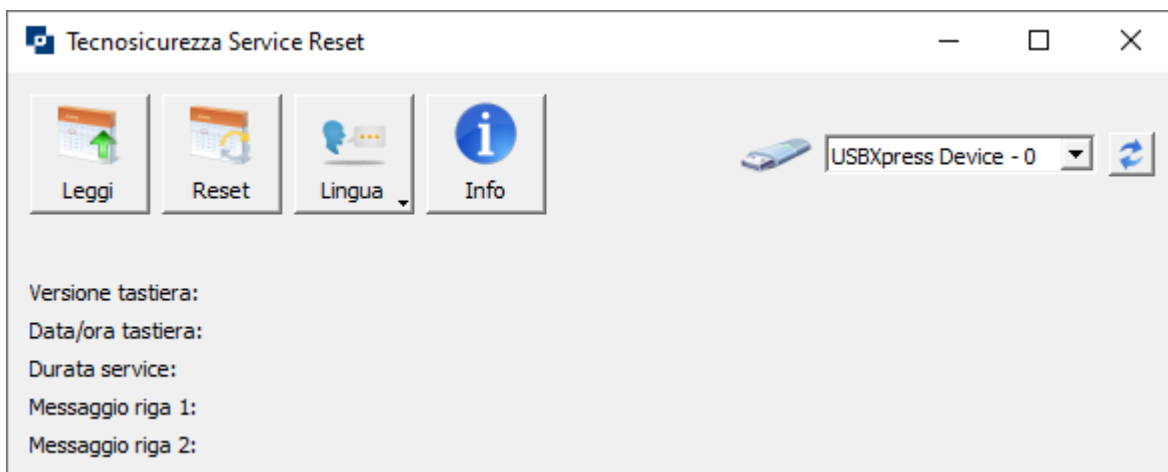 Tecnosicurezza Service Reset
Leggi Reset Lingua Info
USBXpress Device - 0
Versione tastiera:
Data/ora tastiera:
Durata service:
Messaggio riga 1:
Messaggio riga 2: